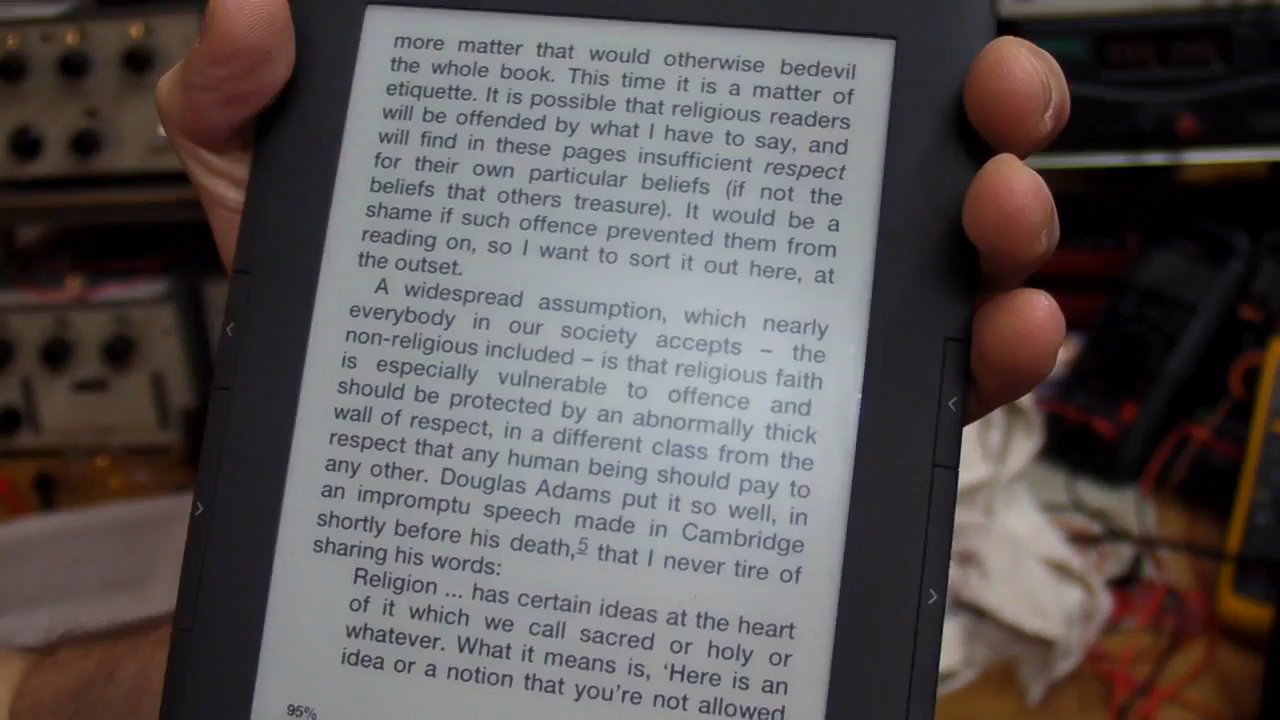 more matter that would otherwise bedevil
the whole book. This time it is a matter of
etiquette. It is possible that religious readers
will be offended by what I have to say, and
will find in these pages insufficient respect
for their own particular beliefs (if not the
beliefs that others treasure). It would be a
shame if such offence prevented them from
reading on, so I want to sort it out here, at
the outset.
A widespread assumption, which nearly
everybody in our society accepts – the
non-religious included – is that religious faith
is especially vulnerable to offence and
should be protected by an abnormally thick
wall of respect, in a different class from the
respect that any human being should pay to
any other. Douglas Adams put it so well, in
an impromptu speech made in Cambridge
shortly before his death,5 that I never tire of
sharing his words:
Religion ... has certain ideas at the heart
of it which we call sacred or holy or
whatever. What it means is, ‘Here is an
idea or a notion that you’re not allowed
95%